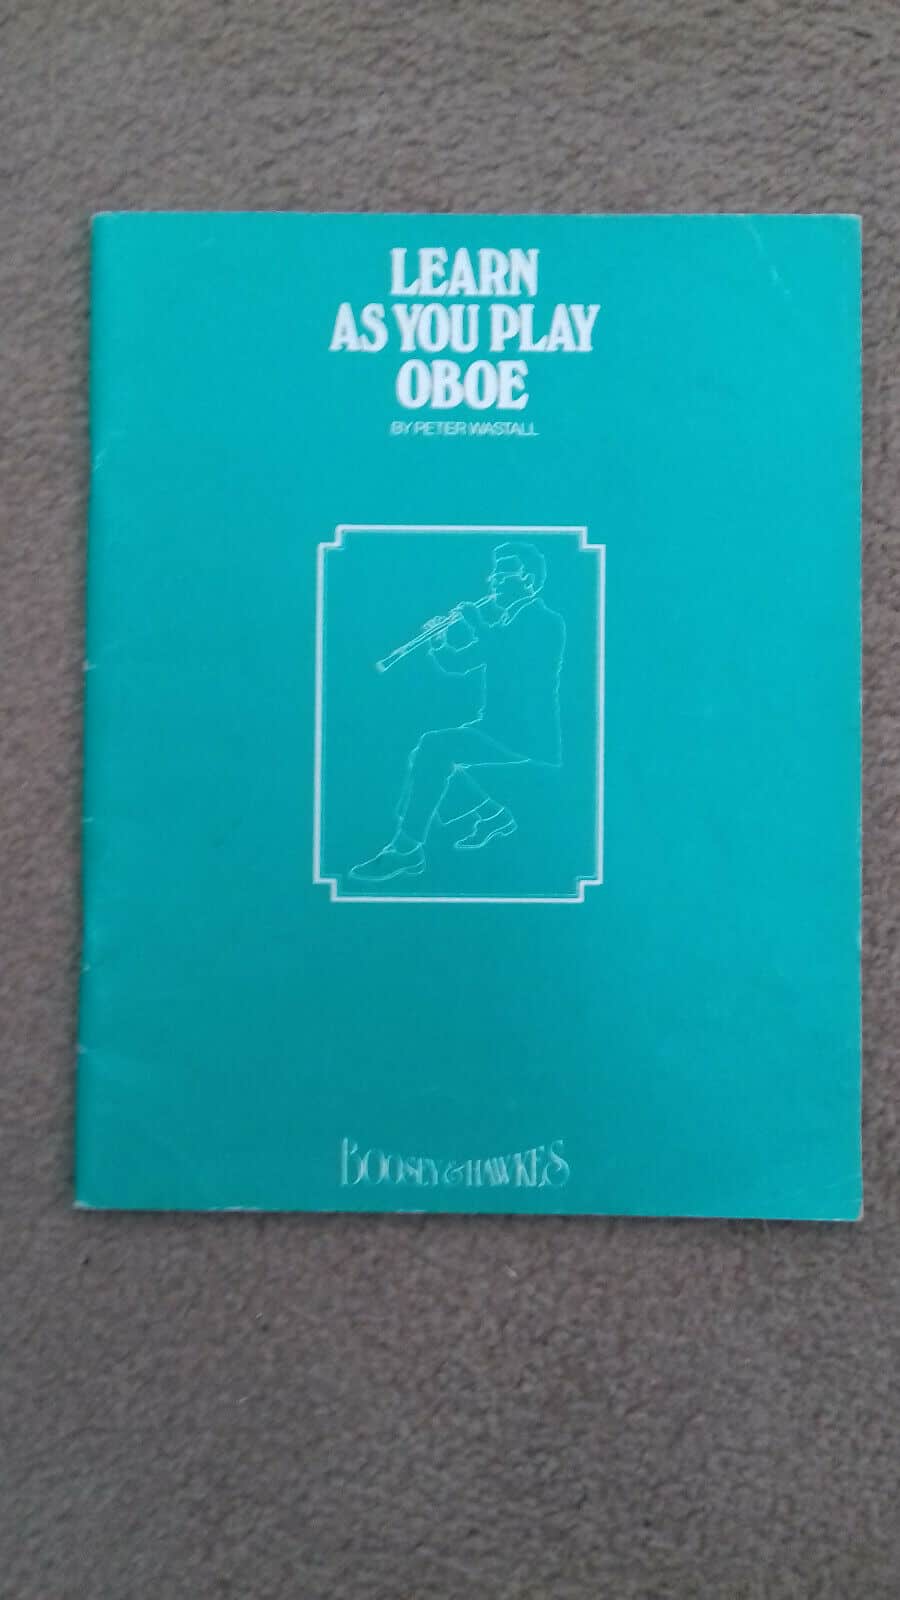 LEARN
AS YOU PLAY
OBOE
BY PETER WASTALL
BOOSEY & HAWKES